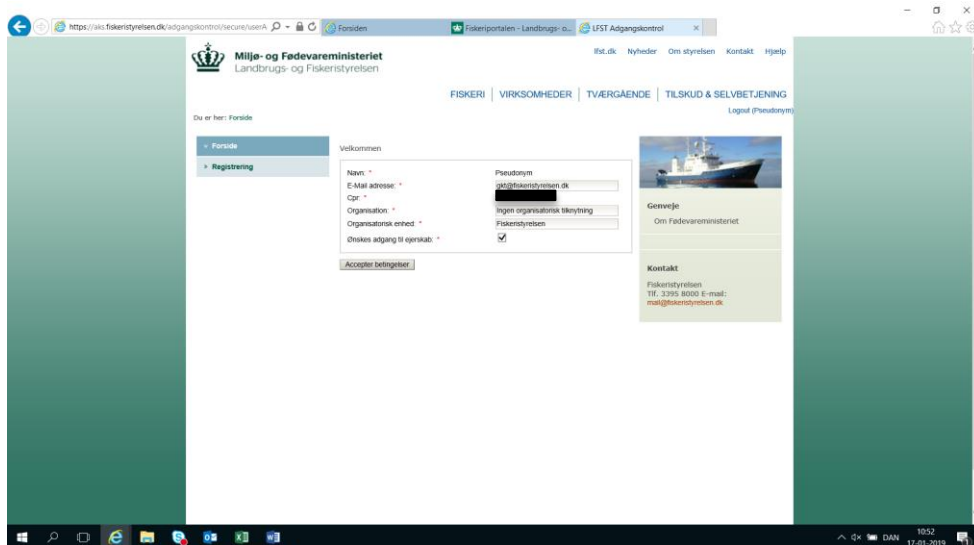 https://aks.fiskeristyrelsen.dk/adgangskontrol/secure/userA
Forsiden
Fiskeriportalen - Landbrugs- o...
LFST Adgangskontrol
Miljø- og Fødevareministeriet
Landbrugs- og Fiskeristyrelsen
lfst.dk Nyheder Om styrelsen Kontakt Hjælp
FISKERI | VIRKSOMHEDER | TVÆRGÅENDE | TILSKUD & SELVBETJENING
Logout (Pseudonym)
Du er her: Forside
Forside
Registrering
Velkommen
Navn: * Pseudonym
E-Mail adresse: * gkt@fiskeristyrelsen.dk
Cpr: *
Organisation: * Ingen organisatorisk tilknytning
Organisatorisk enhed: * Fiskeristyrelsen
Ønskes adgang til ejerskab: *
Accepter betingelser
Genveje
Om Fødevareministeriet
Kontakt
Fiskeristyrelsen
Tlf. 3395 8000 E-mail:
mail@fiskeristyrelsen.dk
DAN
10:52
17-01-2019